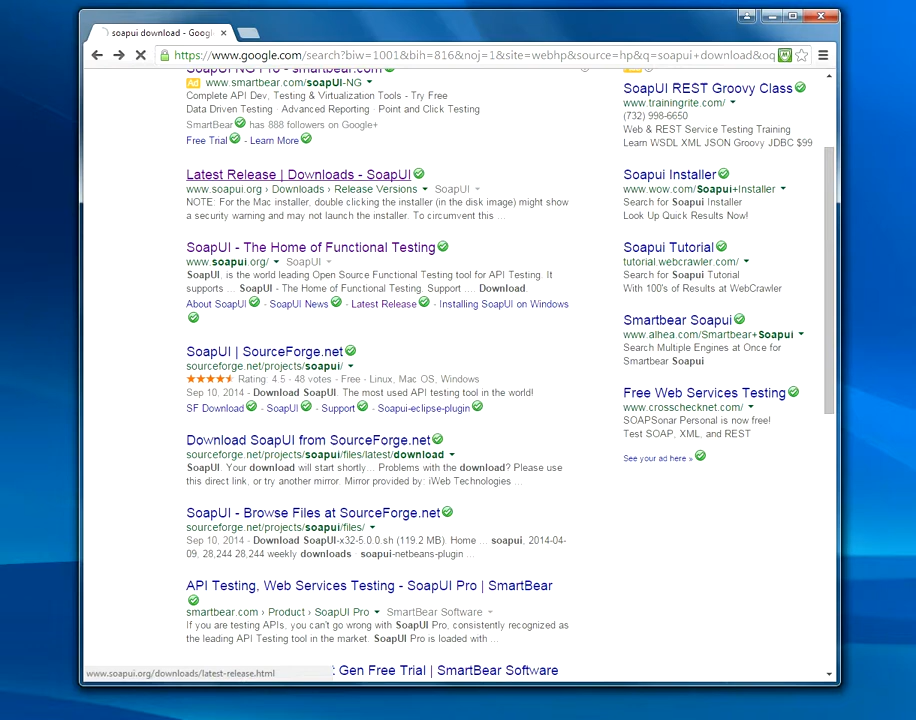 soapui download - Googl
https://www.google.com/search?biw=1001&bih=816&noj=1&site=webhp&source=hp&q=soapui+download&oq
SoapUI NG Pro - smartbear.com
Ad www.smartbear.com/soapUI-NG
Complete API Dev, Testing & Virtualization Tools - Try Free
Data Driven Testing · Advanced Reporting · Point and Click Testing
SmartBear has 888 followers on Google+
Free Trial - Learn More
Latest Release | Downloads - SoapUI
www.soapui.org › Downloads › Release Versions SoapUI
NOTE: For the Mac installer, double clicking the installer (in the disk image) might show
a security warning and may not launch the installer. To circumvent this ...
SoapUI - The Home of Functional Testing
www.soapui.org/ SoapUI
SoapUI, is the world leading Open Source Functional Testing tool for API Testing. It
supports ... SoapUI - The Home of Functional Testing. Support .... Download.
About SoapUI - SoapUI News - Latest Release - Installing SoapUI on Windows
SoapUI | SourceForge.net
sourceforge.net/projects/soapui/
Rating: 4.5 - 48 votes - Free - Linux, Mac OS, Windows
Sep 10, 2014 - Download SoapUI. The most used API testing tool in the world!
SF Download - SoapUI - Support - Soapui-eclipse-plugin
Download SoapUI from SourceForge.net
sourceforge.net/projects/soapui/files/latest/download
SoapUI. Your download will start shortly... Problems with the download? Please use
this direct link, or try another mirror. Mirror provided by: iWeb Technologies ...
SoapUI - Browse Files at SourceForge.net
sourceforge.net/projects/soapui/files/
Sep 10, 2014 - Download SoapUI-x32-5.0.0.sh (119.2 MB). Home ... soapui, 2014-04-
09, 28,244 28,244 weekly downloads · soapui-netbeans-plugin ...
API Testing, Web Services Testing - SoapUI Pro | SmartBear
smartbear.com › Product › SoapUI Pro SmartBear Software
If you are testing APIs, you can't go wrong with SoapUI Pro, consistently recognized as
the leading API Testing tool in the market. SoapUI Pro is loaded with ...
t Gen Free Trial | SmartBear Software
www.soapui.org/downloads/latest-release.html
SoapUI REST Groovy Class
www.trainingrite.com/
(732) 998-6650
Web & REST Service Testing Training
Learn WSDL XML JSON Groovy JDBC $99
Soapui Installer
www.wow.com/Soapui+Installer
Search for Soapui Installer
Look Up Quick Results Now!
Soapui Tutorial
tutorial.webcrawler.com/
Search for Soapui Tutorial
With 100's of Results at WebCrawler
Smartbear Soapui
www.alhea.com/Smartbear+Soapui
Search Multiple Engines at Once for
Smartbear Soapui
Free Web Services Testing
www.crosschecknet.com/
SOAPSonar Personal is now free!
Test SOAP, XML, and REST
See your ad here »